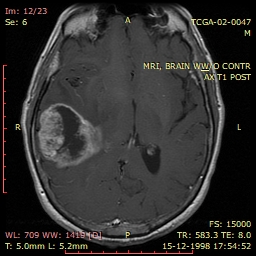 Im: 12/23
Se: 6
A
TCGA-02-0047
M
MRI, BRAIN WW/O CONTR
AX T1 POST
R
L
FS: 15000
WL: 709 WW: 1419 [D]
TR: 583.3 TE: 8.0
T: 5.0mm L: 5.2mm
P
15-12-1998 17:54:52